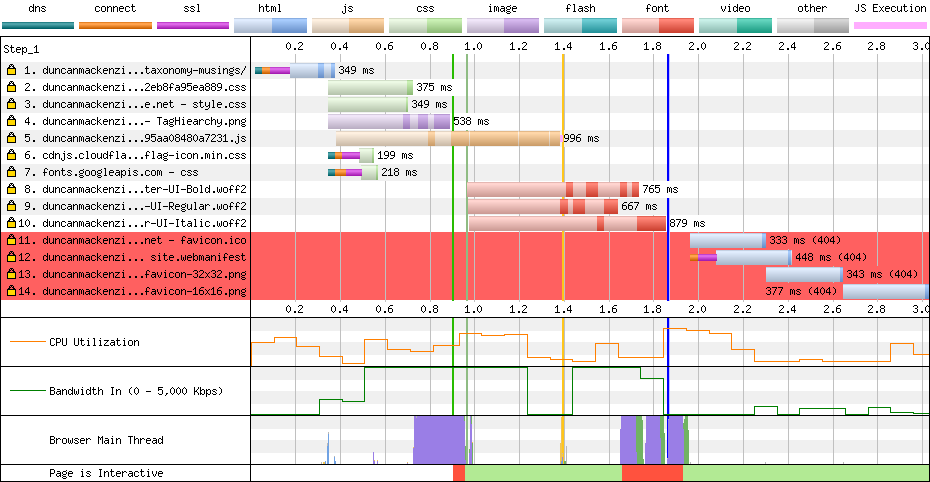 dns connect ssl html js css image flash font video other JS Execution
Step_1 0.2 0.4 0.6 0.8 1.0 1.2 1.4 1.6 1.8 2.0 2.2 2.4 2.6 2.8 3.0
1. duncanmackenzi...taxonomy-musings/ 349 ms
2. duncanmackenzi...2eb8fa95ea889.css 375 ms
3. duncanmackenzi...e.net - style.css 349 ms
4. duncanmackenzi...- TagHiearchy.png 538 ms
5. duncanmackenzi...95aa08480a7231.js 996 ms
6. cdnjs.cloudfla...flag-icon.min.css 199 ms
7. fonts.googleapis.com - css 218 ms
8. duncanmackenzi...ter-UI-Bold.woff2 765 ms
9. duncanmackenzi...-UI-Regular.woff2 667 ms
10. duncanmackenzi...r-UI-Italic.woff2 879 ms
11. duncanmackenzi...net - favicon.ico 333 ms (404)
12. duncanmackenzi... site.webmanifest 448 ms (404)
13. duncanmackenzi...favicon-32x32.png 343 ms (404)
14. duncanmackenzi...favicon-16x16.png 377 ms (404)
0.2 0.4 0.6 0.8 1.0 1.2 1.4 1.6 1.8 2.0 2.2 2.4 2.6 2.8 3.0
CPU Utilization
Bandwidth In (0 - 5,000 Kbps)
Browser Main Thread
Page is Interactive